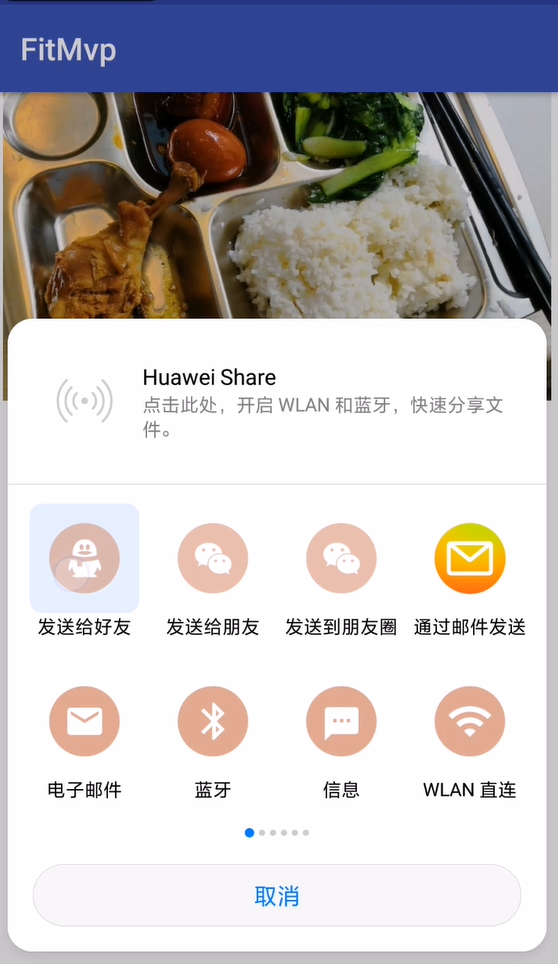 FitMvp
Huawei Share
点击此处，开启 WLAN 和蓝牙，快速分享文
件。
发送给好友
发送给朋友
发送到朋友圈
通过邮件发送
电子邮件
蓝牙
信息
WLAN 直连
取消